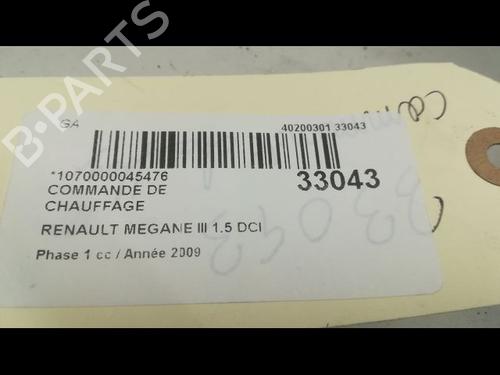 B-PARTS
GA
40200301 33043
*1070000045476
33043
COMMANDE DE
CHAUFFAGE
RENAULT MEGANE III 1.5 DCI
Phase 1 cc / Année 2009
33043